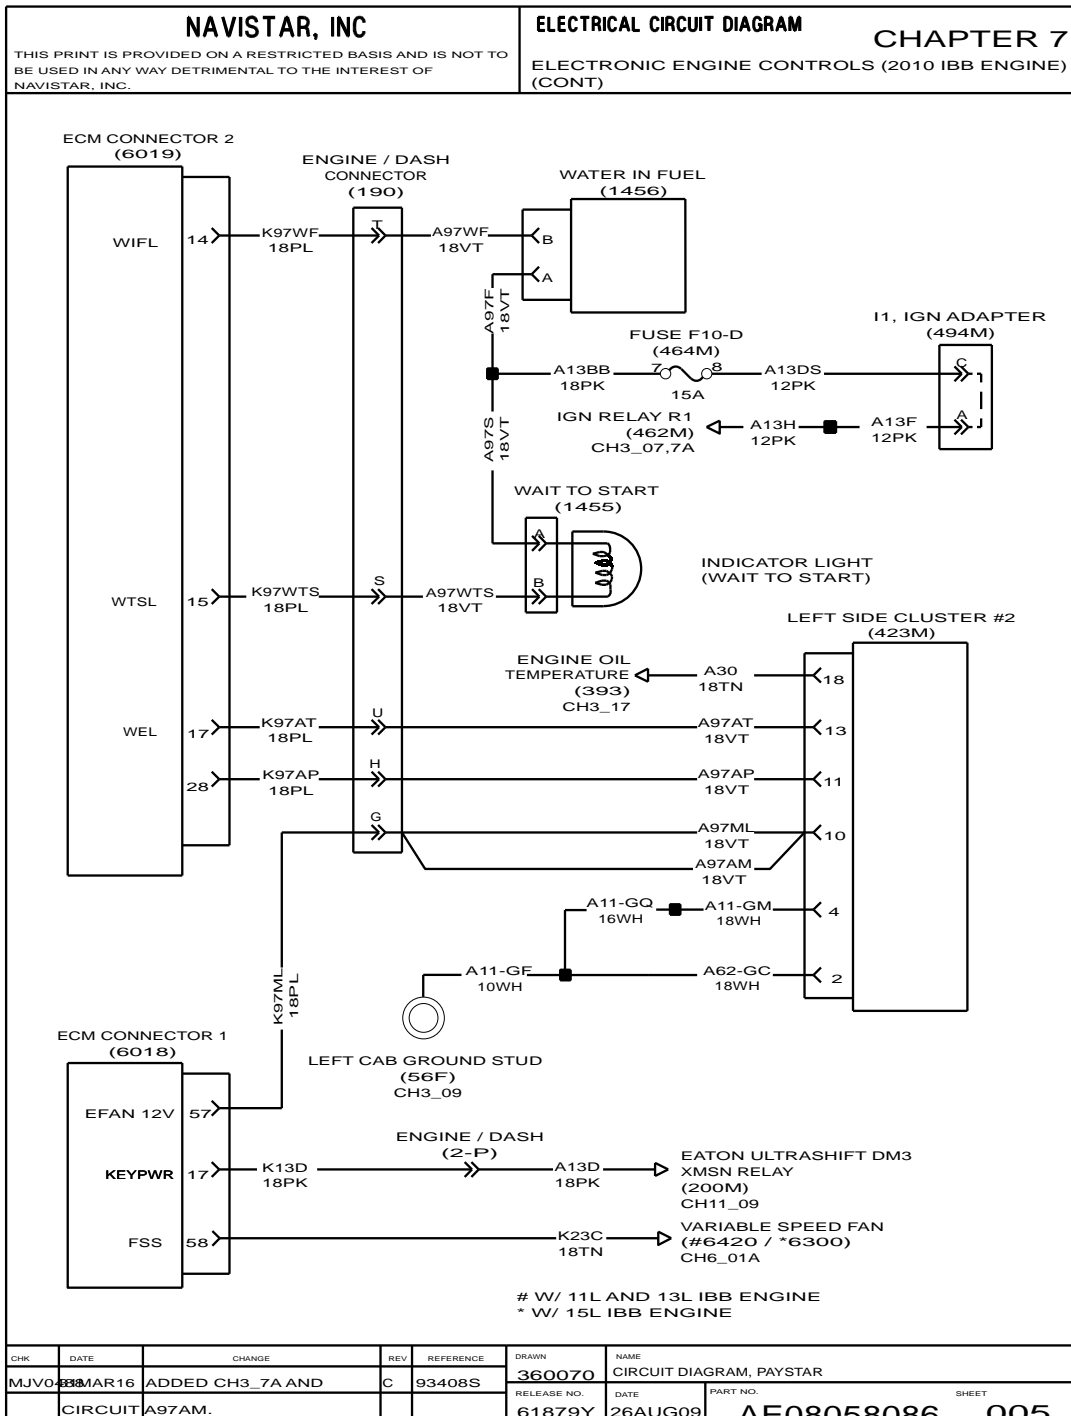 NAVISTAR, INC
THIS PRINT IS PROVIDED ON A RESTRICTED BASIS AND IS NOT TO
BE USED IN ANY WAY DETRIMENTAL TO THE INTEREST OF
NAVISTAR, INC.
ELECTRICAL CIRCUIT DIAGRAM
CHAPTER 7
ELECTRONIC ENGINE CONTROLS (2010 IBB ENGINE)
(CONT)
ECM CONNECTOR 2
(6019)
ENGINE / DASH
CONNECTOR
(190)
WATER IN FUEL
(1456)
WIFL
14
K97WF
18PL
T
A97WF
18VT
B
A
A97F
18VT
I1, IGN ADAPTER
(494M)
FUSE F10-D
(464M)
A13BB
18PK
7
8
15A
A13DS
12PK
C
IGN RELAY R1
(462M)
CH3_07,7A
A13H
12PK
A13F
12PK
A
A97S
18VT
WAIT TO START
(1455)
A
B
INDICATOR LIGHT
(WAIT TO START)
WTSL
15
K97WTS
18PL
S
A97WTS
18VT
LEFT SIDE CLUSTER #2
(423M)
ENGINE OIL
TEMPERATURE
(393)
CH3_17
A30
18TN
18
WEL
17
K97AT
18PL
U
A97AT
18VT
13
28
K97AP
18PL
H
A97AP
18VT
11
G
A97ML
18VT
10
A97AM
18VT
A11-GQ
16WH
A11-GM
18WH
4
A11-GF
10WH
A62-GC
18WH
2
K97ML
18PL
LEFT CAB GROUND STUD
(56F)
CH3_09
ECM CONNECTOR 1
(6018)
EFAN 12V
57
ENGINE / DASH
(2-P)
KEYPWR
17
K13D
18PK
A13D
18PK
EATON ULTRASHIFT DM3
XMSN RELAY
(200M)
CH11_09
FSS
58
K23C
18TN
VARIABLE SPEED FAN
(#6420 / *6300)
CH6_01A
# W/ 11L AND 13L IBB ENGINE
* W/ 15L IBB ENGINE
CHK DATE CHANGE REV REFERENCE
ADDED CH3_7A AND C 93408S
CIRCUIT A97AM.
DRAWN
360070
NAME
CIRCUIT DIAGRAM, PAYSTAR
RELEASE NO.
61879Y
DATE
26AUG09
PART NO.
AE08058086
SHEET
005